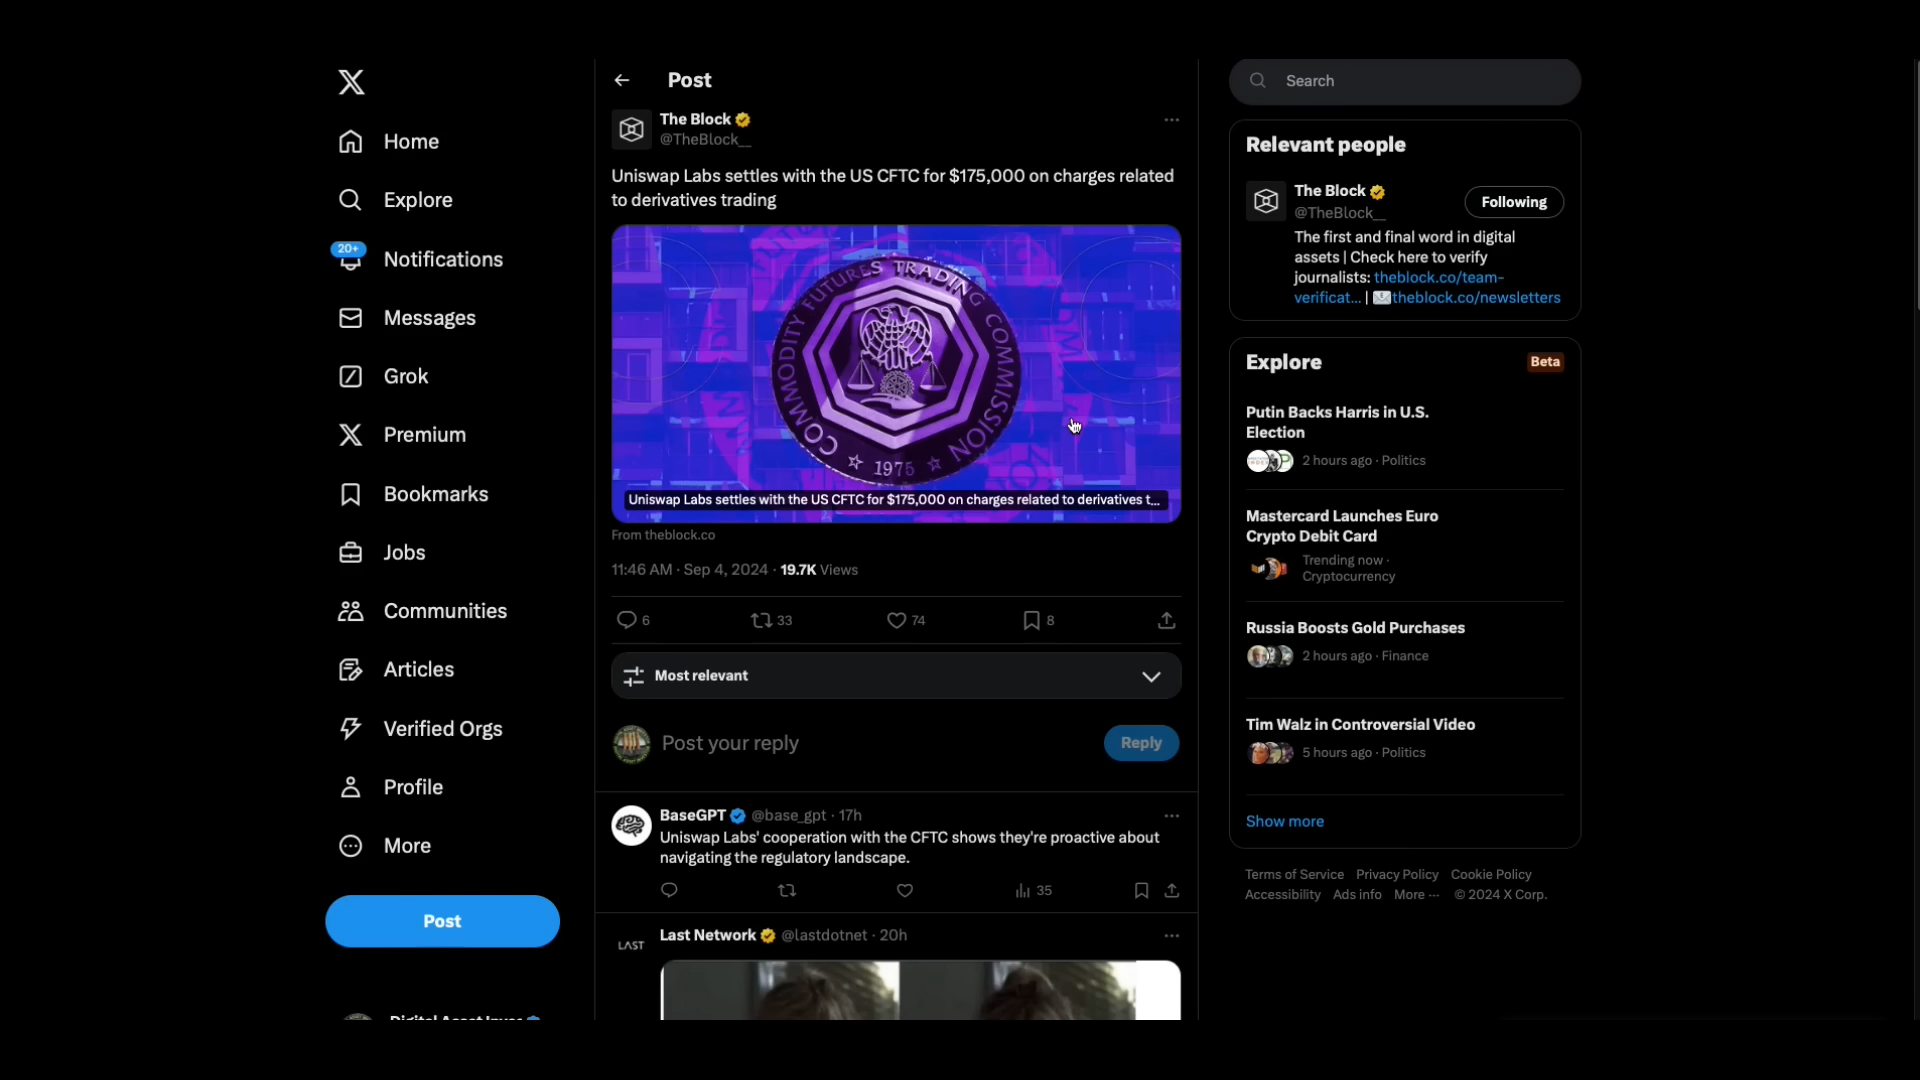 Home
Explore
20+
Notifications
Messages
Grok
Premium
Bookmarks
Jobs
Communities
Articles
Verified Orgs
Profile
More
Post
Post
The Block
@TheBlock__
Uniswap Labs settles with the US CFTC for $175,000 on charges related
to derivatives trading
COMMODITY FUTURES TRADING COMMISSION
1975
Uniswap Labs settles with the US CFTC for $175,000 on charges related to derivatives t...
From theblock.co
11:46 AM · Sep 4, 2024 · 19.7K Views
6
33
74
8
Most relevant
Post your reply
Reply
BaseGPT @base_gpt · 17h
Uniswap Labs' cooperation with the CFTC shows they're proactive about
navigating the regulatory landscape.
35
LAST
Last Network @lastdotnet · 20h
Search
Relevant people
The Block
@TheBlock__
Following
The first and final word in digital
assets | Check here to verify
journalists: theblock.co/team-
verificat... | theblock.co/newsletters
Explore
Beta
Putin Backs Harris in U.S.
Election
2 hours ago · Politics
Mastercard Launches Euro
Crypto Debit Card
Trending now ·
Cryptocurrency
Russia Boosts Gold Purchases
2 hours ago · Finance
Tim Walz in Controversial Video
5 hours ago · Politics
Show more
Terms of Service Privacy Policy Cookie Policy
Accessibility Ads info More ··· © 2024 X Corp.